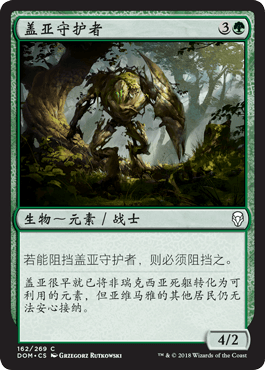 盖亚守护者 3
生物～元素 / 战士
若能阻挡盖亚守护者，则必须阻挡之。
盖亚很早就已将非瑞克西亚死躯转化为可
利用的元素，但亚维马雅的其他居民仍无
法安心接纳。
4/2
162/269 C
DOM • CS GRZEGORZ RUTKOWSKI
™ & © 2018 Wizards of the Coast